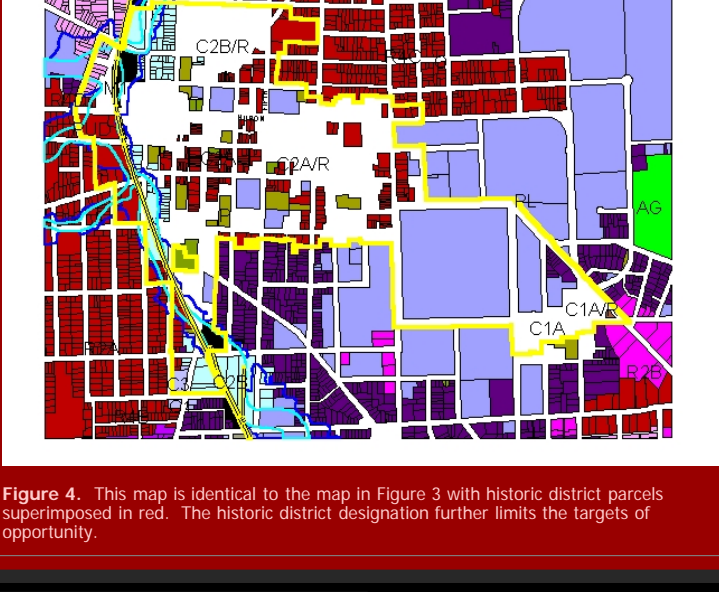 C2B/R
C2A/R
PL
AG
C1A/R
C1A
R2B
C3
C2B
Figure 4. This map is identical to the map in Figure 3 with historic district parcels
superimposed in red. The historic district designation further limits the targets of
opportunity.